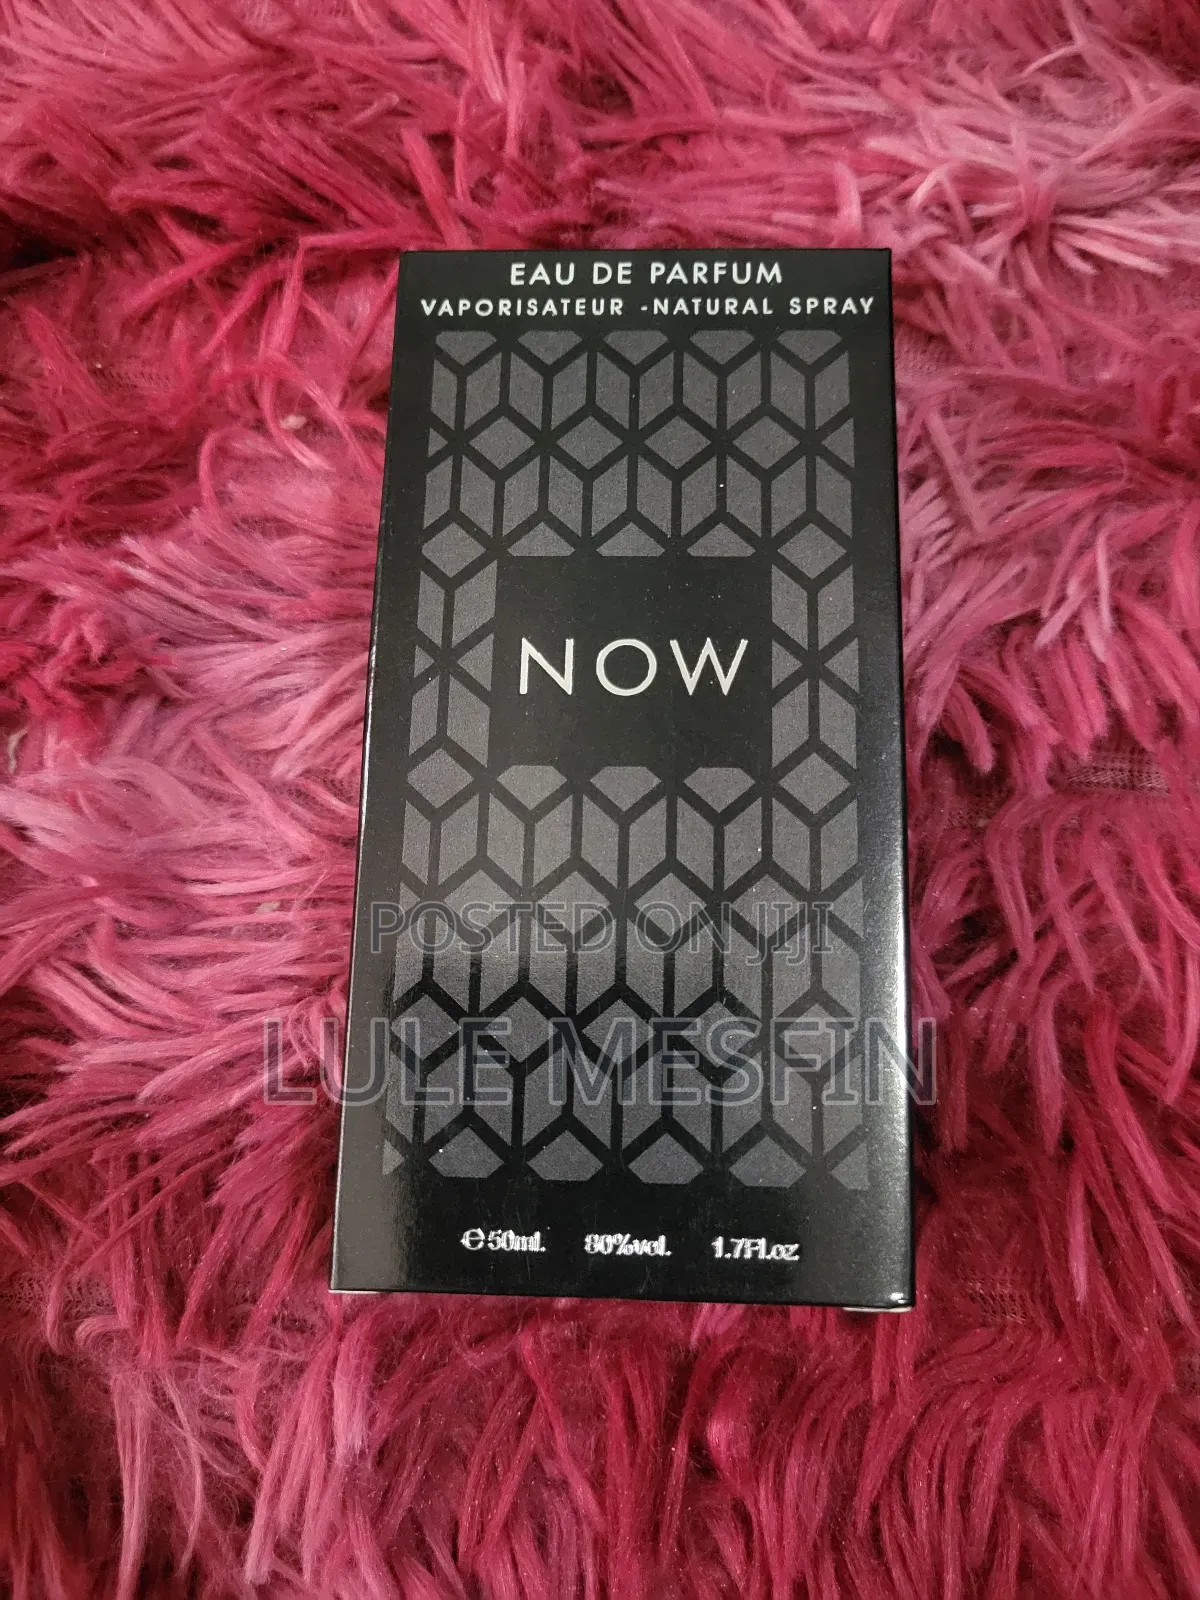 EAU DE PARFUM
VAPORISATEUR -NATURAL SPRAY
NOW
POSTED ON JIJI
LULE MESFIN
℮50ml. 80%vol. 1.7Fl.oz